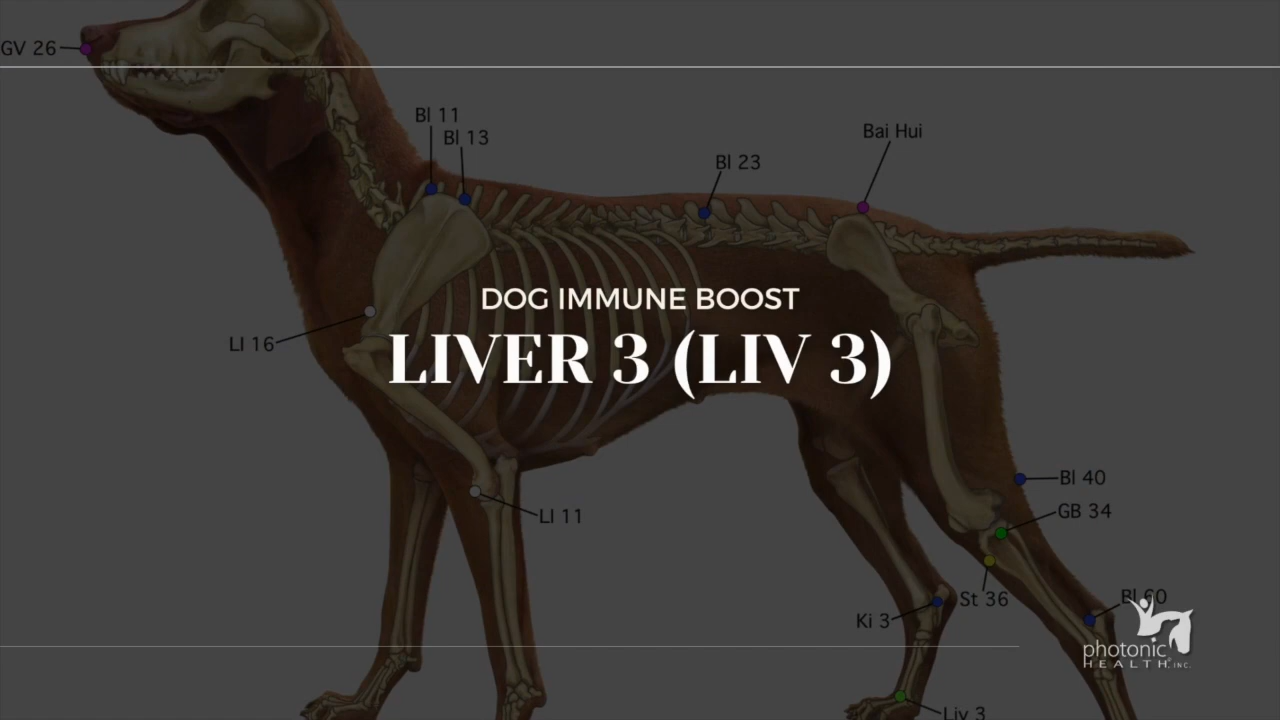 GV 26
Bl 11
Bl 13
Bai Hui
Bl 23
DOG IMMUNE BOOST
LI 16
LIVER 3 (LIV 3)
Bl 40
GB 34
LI 11
Bl 60
St 36
Ki 3
photonic
HEALTH, INC.
Liv 3